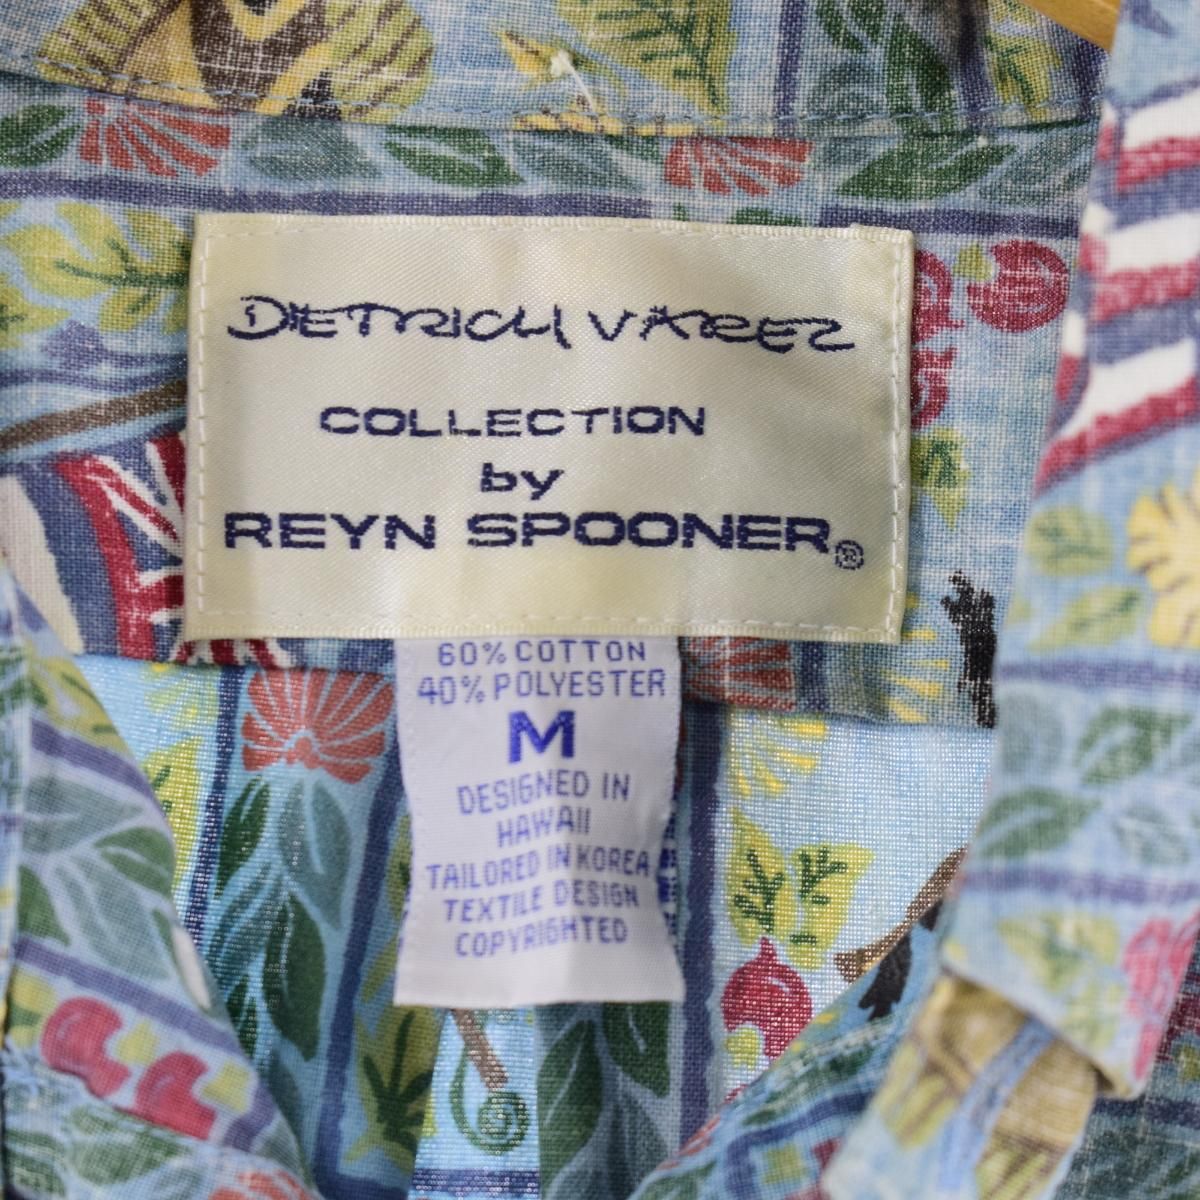 DIETRICH VAREZ
COLLECTION
by
REYN SPOONER®
60% COTTON
40% POLYESTER
M
DESIGNED IN
HAWAII
TAILORED IN KOREA
TEXTILE DESIGN
COPYRIGHTED